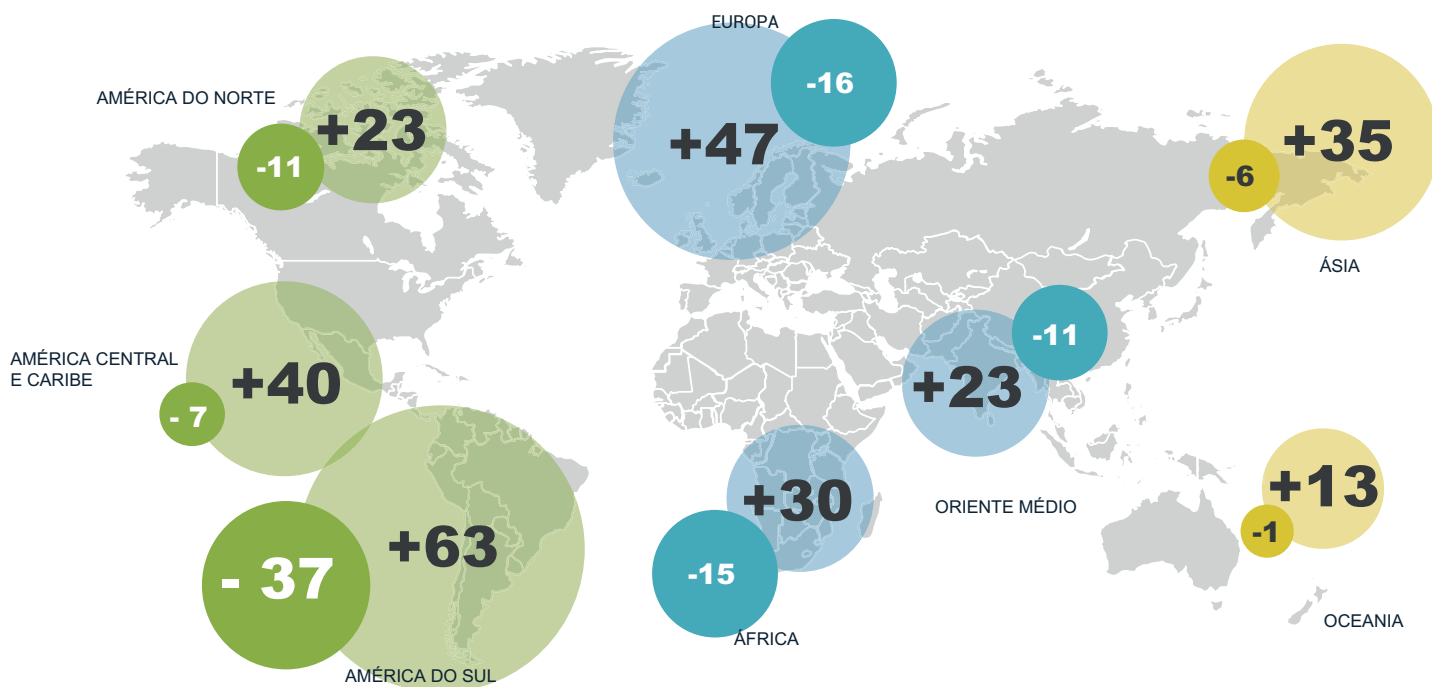 EUROPA
+47
-16
AMÉRICA DO NORTE
+23
-11
+35
-6
ÁSIA
AMÉRICA CENTRAL
E CARIBE
+40
- 7
-11
+23
ORIENTE MÉDIO
+63
- 37
AMÉRICA DO SUL
+30
-15
ÁFRICA
+13
-1
OCEANIA